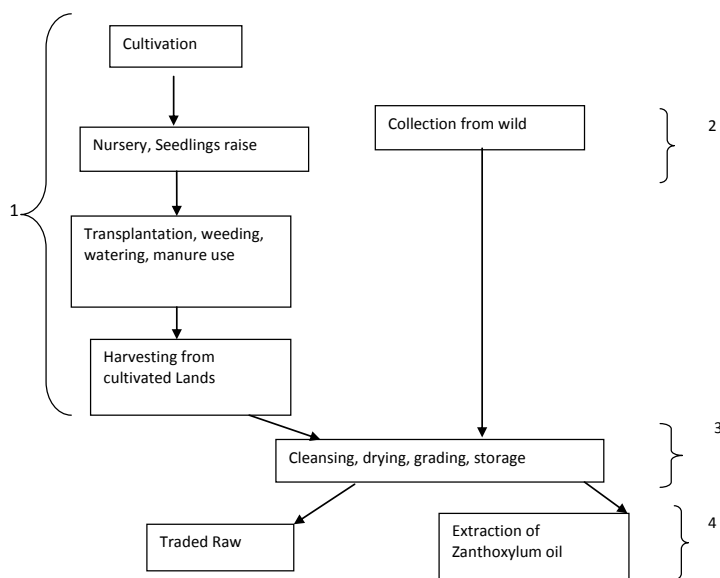 Cultivation
2
Collection from wild
Nursery, Seedlings raise
1
Transplantation, weeding,
watering, manure use
Harvesting from
cultivated Lands
3
Cleansing, drying, grading, storage
4
Traded Raw
Extraction of
Zanthoxylum oil